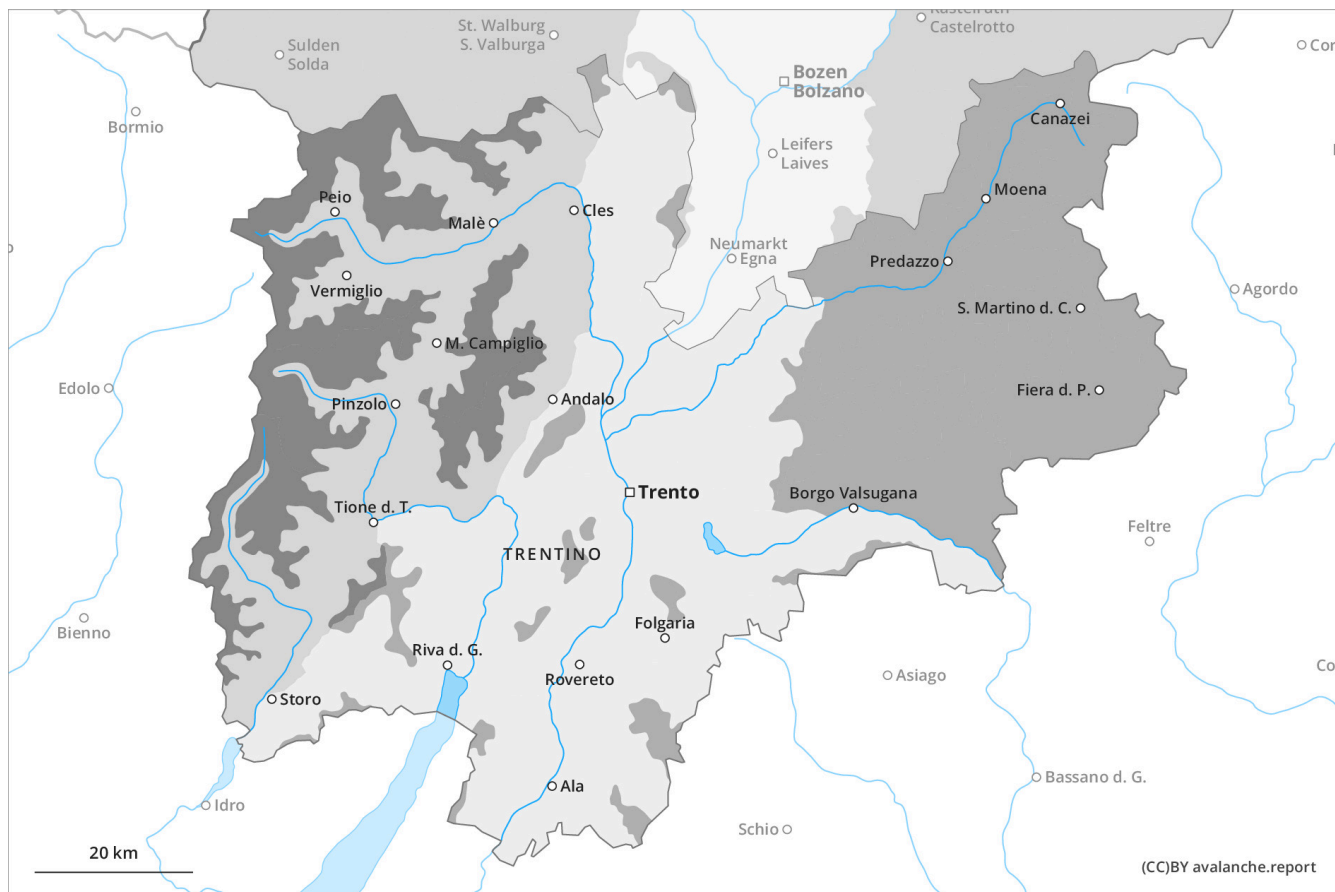 Kastelruth
Castelrotto
St. Walburg
S. Valburga
Sulden
Solda
Cor
Bozen
Bolzano
Bormio
Canazei
Leifers
Laives
Moena
Peio
Malè
Cles
Neumarkt
Egna
Predazzo
Vermiglio
Agordo
S. Martino d. C.
M. Campiglio
Edolo
Fiera d. P.
Pinzolo
Andalo
Trento
Borgo Valsugana
Tione d. T.
Feltre
TRENTINO
Bienno
Folgaria
Riva d. G.
Rovereto
Asiago
Co
Storo
Ala
Bassano d. G.
Idro
Schio
20 km
(CC)BY avalanche.report